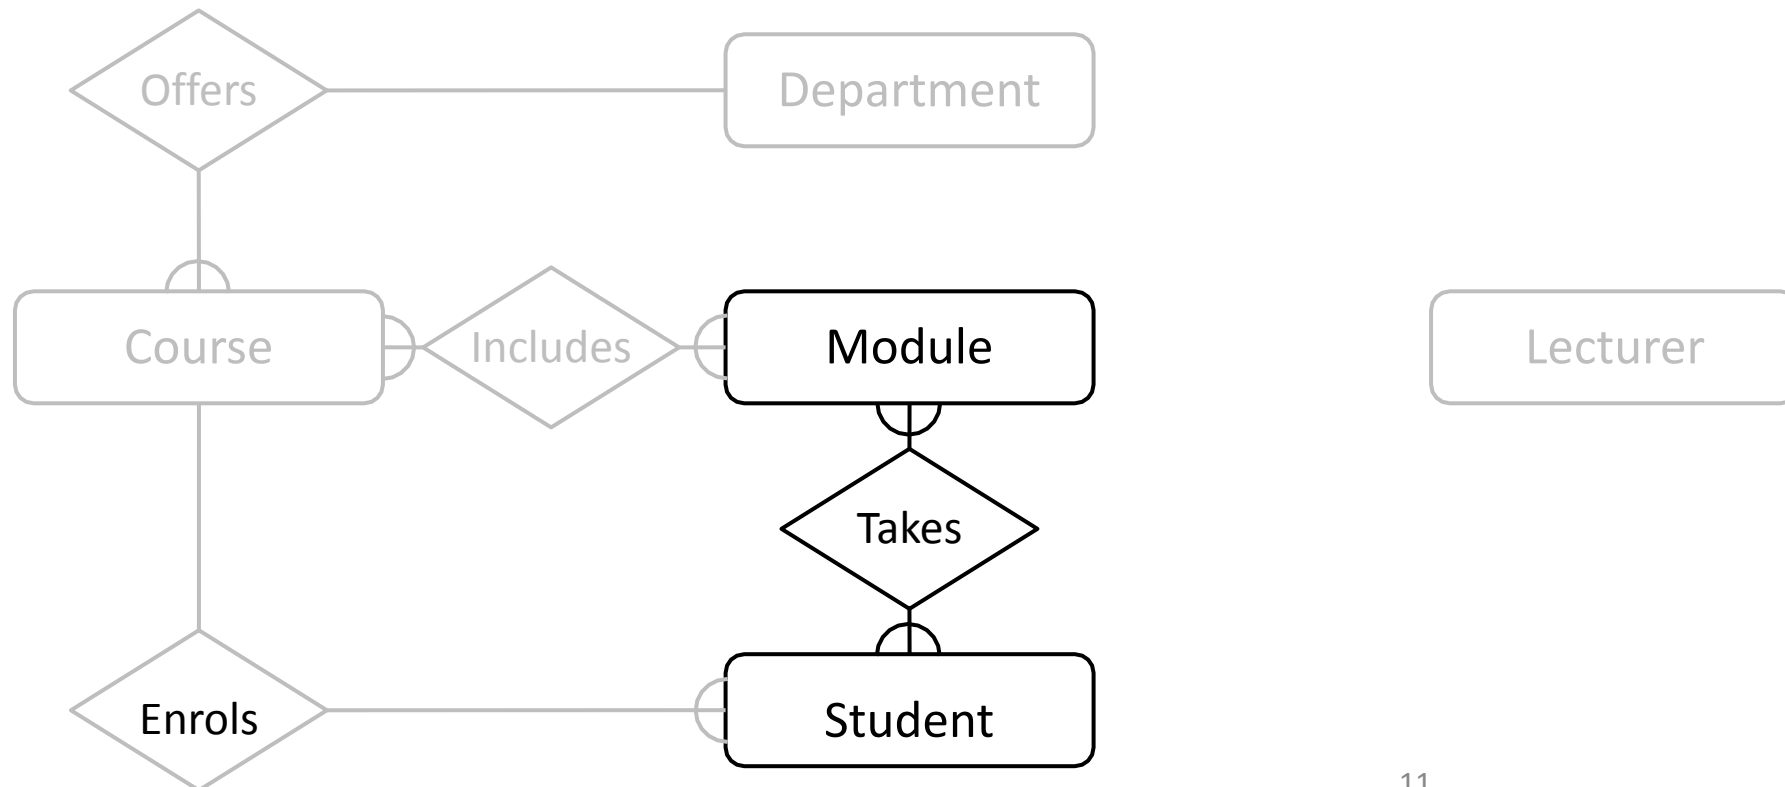 Offers
Department
Course
Includes
Module
Lecturer
Takes
Enrols
Student
11